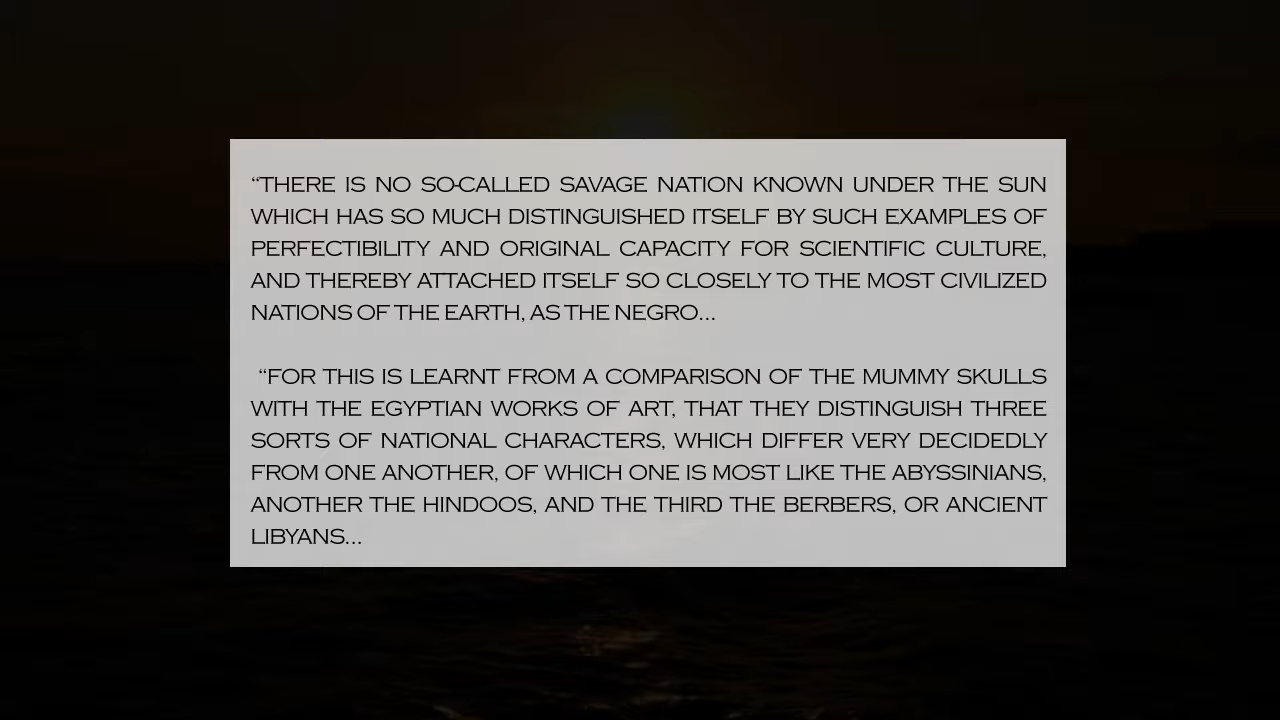 “THERE IS NO SO-CALLED SAVAGE NATION KNOWN UNDER THE SUN
WHICH HAS SO MUCH DISTINGUISHED ITSELF BY SUCH EXAMPLES OF
PERFECTIBILITY AND ORIGINAL CAPACITY FOR SCIENTIFIC CULTURE,
AND THEREBY ATTACHED ITSELF SO CLOSELY TO THE MOST CIVILIZED
NATIONS OF THE EARTH, AS THE NEGRO...
“FOR THIS IS LEARNT FROM A COMPARISON OF THE MUMMY SKULLS
WITH THE EGYPTIAN WORKS OF ART, THAT THEY DISTINGUISH THREE
SORTS OF NATIONAL CHARACTERS, WHICH DIFFER VERY DECIDEDLY
FROM ONE ANOTHER, OF WHICH ONE IS MOST LIKE THE ABYSSINIANS,
ANOTHER THE HINDOOS, AND THE THIRD THE BERBERS, OR ANCIENT
LIBYANS...